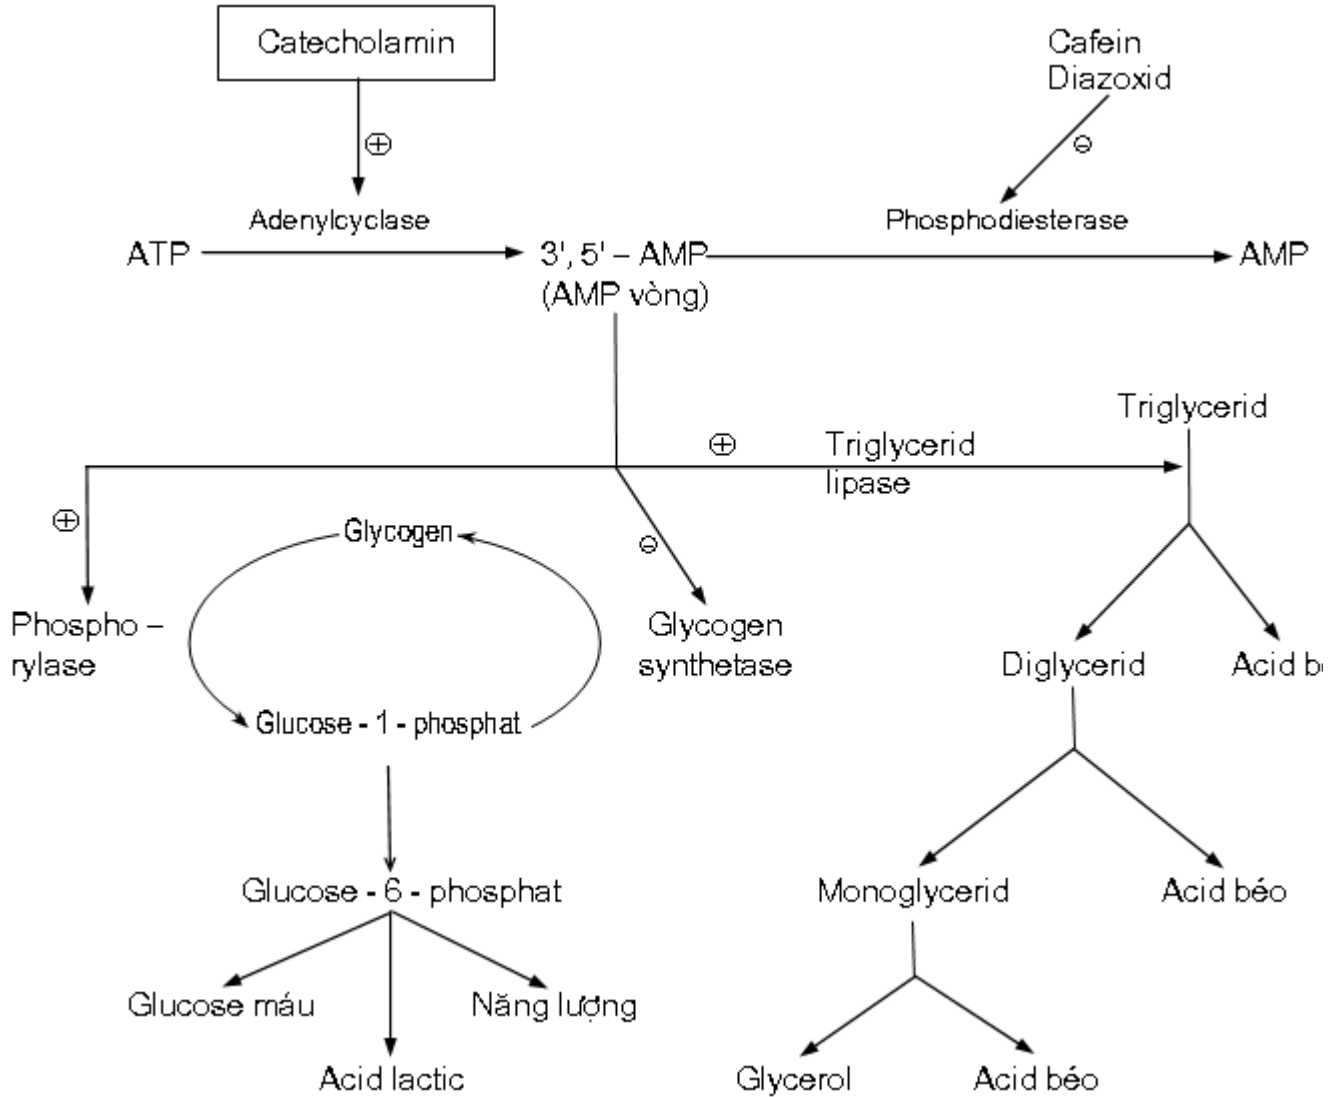 Catecholamin
Cafein
Diazoxid
⊕
⊖
Adenylcyclase
Phosphodiesterase
ATP
3', 5' – AMP
AMP
(AMP vòng)
Triglycerid
⊕
Triglycerid
lipase
⊕
Glycogen
⊖
Phospho –
rylase
Glycogen
synthetase
Diglycerid
Acid b
Glucose - 1 - phosphat
Glucose - 6 - phosphat
Monoglycerid
Acid béo
Glucose máu
Năng lượng
Acid lactic
Glycerol
Acid béo